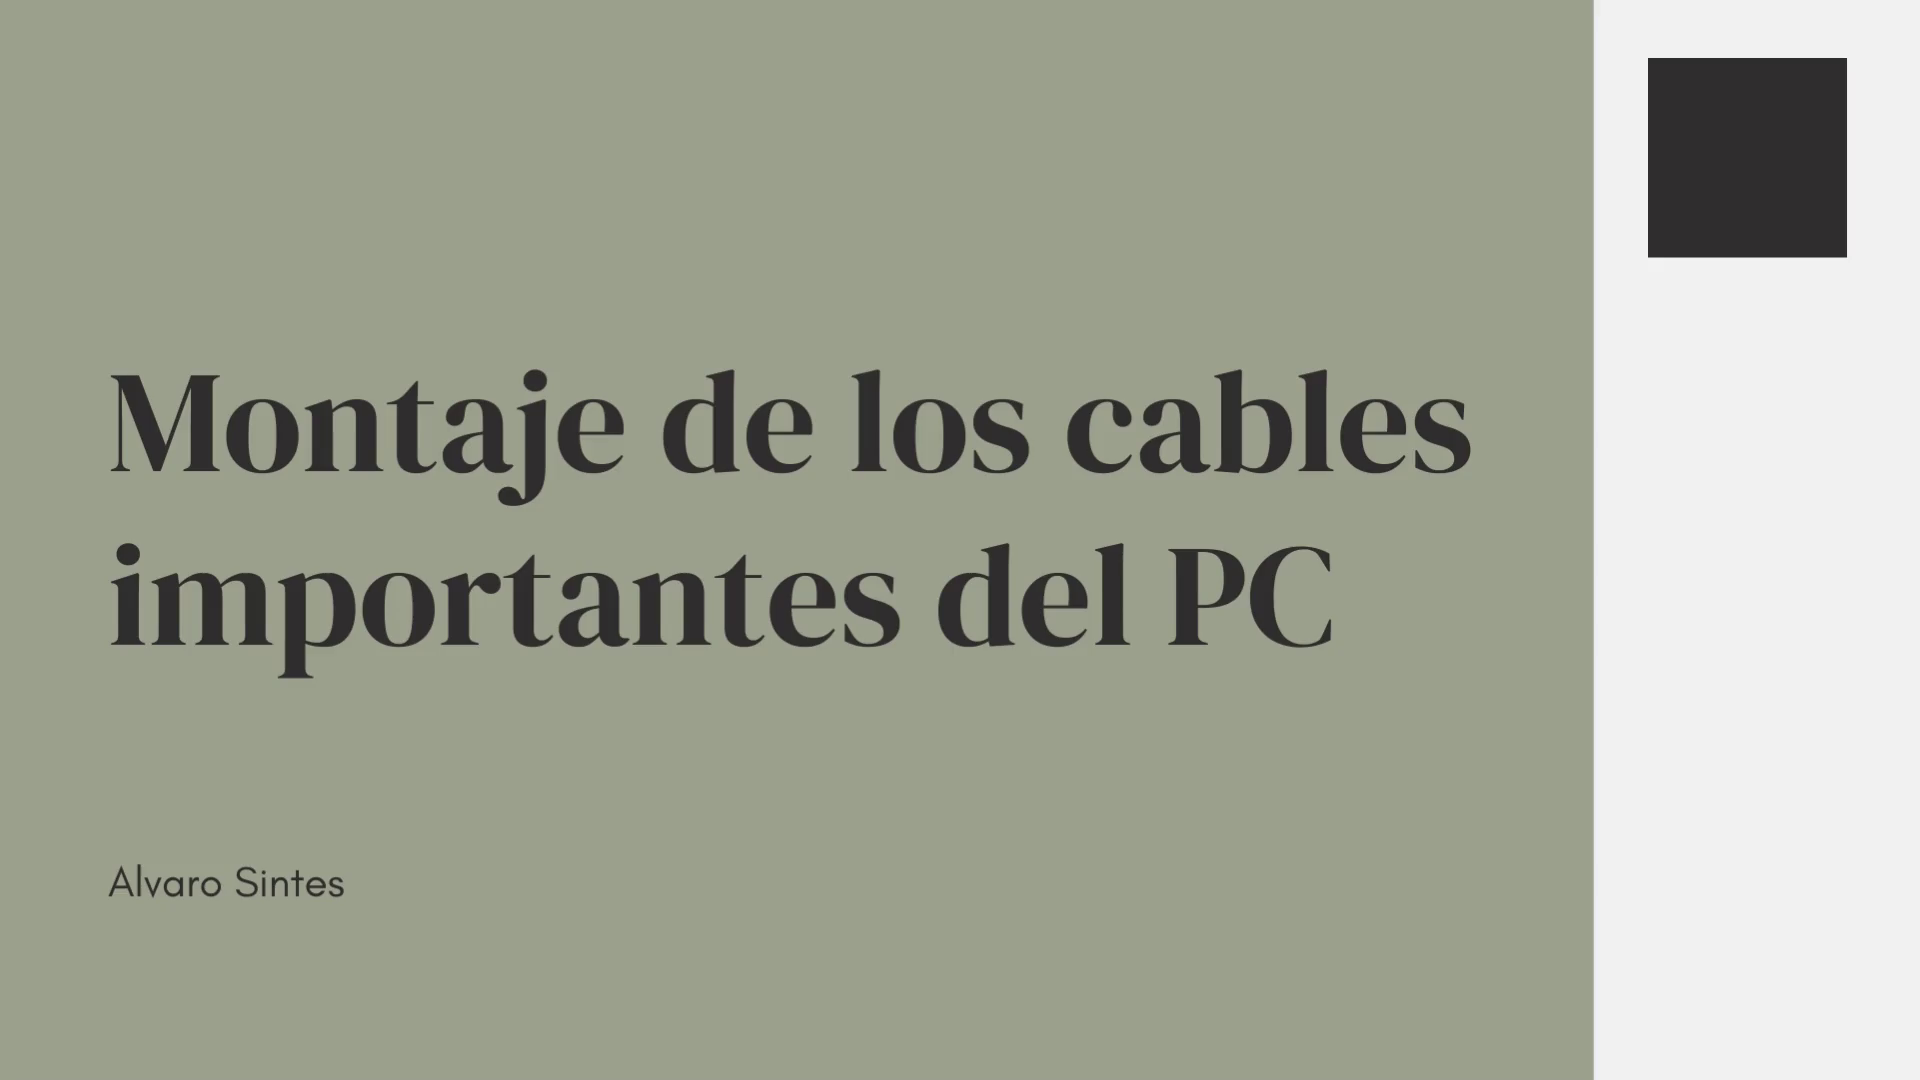 Montaje de los cables
importantes del PC
Alvaro Sintes